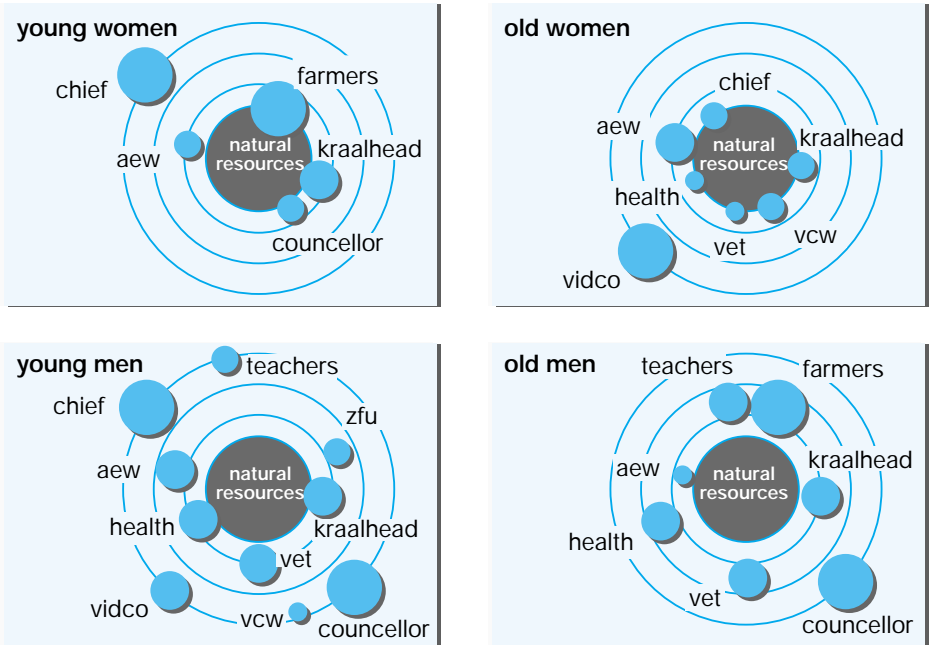 young women
chief
farmers
aew
natural
resources
kraalhead
councellor
old women
chief
aew
natural
resources
kraalhead
health
vet
vcw
vidco
young men
teachers
chief
zfu
aew
natural
resources
health
kraalhead
vet
vidco
vcw
councellor
old men
teachers
farmers
aew
natural
resources
kraalhead
health
vet
councellor